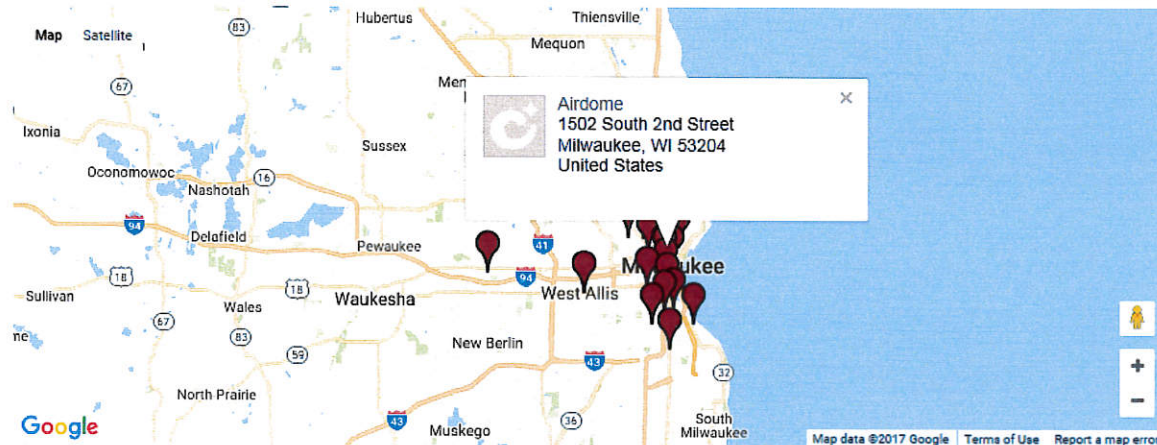 Hubertus
Thiensville
83
Map
Satellite
Mequon
67
Airdome
1502 South 2nd Street
Milwaukee, WI 53204
United States
Ixonia
Sussex
Oconomowoc
16
Nashotah
94
Delafield
Pewaukee
41
18
94
Sullivan
18
Waukesha
West Allis
Wales
67
83
59
New Berlin
43
32
North Prairie
43
Muskego
36
South
Milwaukee
+
−
Google
Map data ©2017 Google
Terms of Use
Report a map error